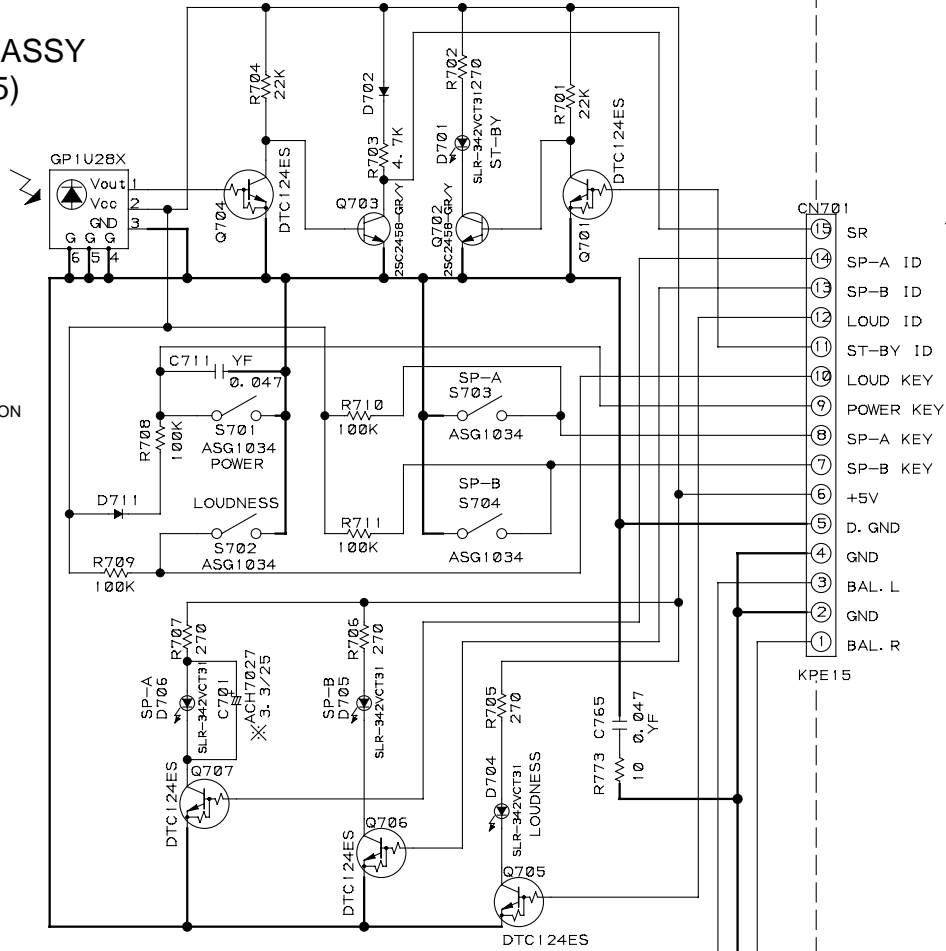 ASSY
5)
GP1U28X
Vout 1
Vcc 2
GND 3
G G G
6 5 4
R704
22K
Q704
DTC124ES
D702
R703
4.7K
Q703
2SC2458-GR/Y
R702
270
D701
SLR-342VCT31
ST-BY
Q702
2SC2458-GR/Y
R701
22K
Q701
DTC124ES
CN701
15 SR
14 SP-A ID
13 SP-B ID
12 LOUD ID
11 ST-BY ID
10 LOUD KEY
9 POWER KEY
8 SP-A KEY
7 SP-B KEY
6 +5V
5 D.GND
4 GND
3 BAL.L
2 GND
1 BAL.R
KPE15
ON
C711 YF
0.047
R708
100K
S701
ASG1034
POWER
D711
LOUDNESS
S702
ASG1034
R709
100K
R710
100K
SP-A
S703
ASG1034
R711
100K
SP-B
S704
ASG1034
R707
270
SP-A
D706
SLR-342VCT31
C701
ACH7027
※ 3.3/25
Q707
DTC124ES
R706
270
SP-B
D705
SLR-342VCT31
Q706
DTC124ES
R705
270
D704
SLR-342VCT31
LOUDNESS
Q705
DTC124ES
R773 C765
10 0.047
YF